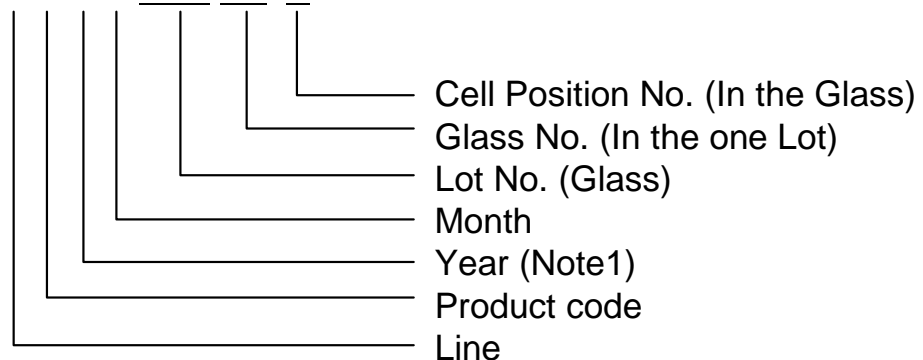 Cell Position No. (In the Glass)
Glass No. (In the one Lot)
Lot No. (Glass)
Month
Year (Note1)
Product code
Line